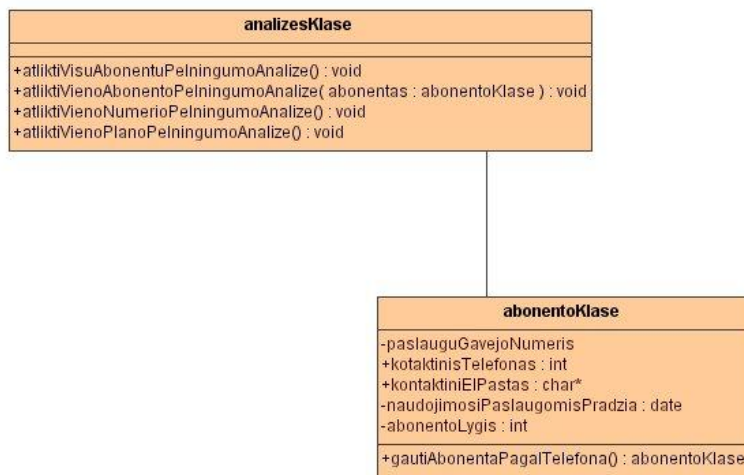 analizesKlase
+atliktiVisuAbonentuPelningumoAnalize() : void
+atliktiVienoAbonentoPelningumoAnalize( abonentas : abonentoKlase ) : void
+atliktiVienoNumerioPelningumoAnalize() : void
+atliktiVienoPlanoPelningumoAnalize() : void
abonentoKlase
-paslauguGavejoNumeris
+kotaktinisTelefonas : int
+kontaktiniElPastas : char*
-naudojimosiPaslaugomisPradzia : date
-abonentoLygis : int
+gautiAbonentaPagalTelefona() : abonentoKlase